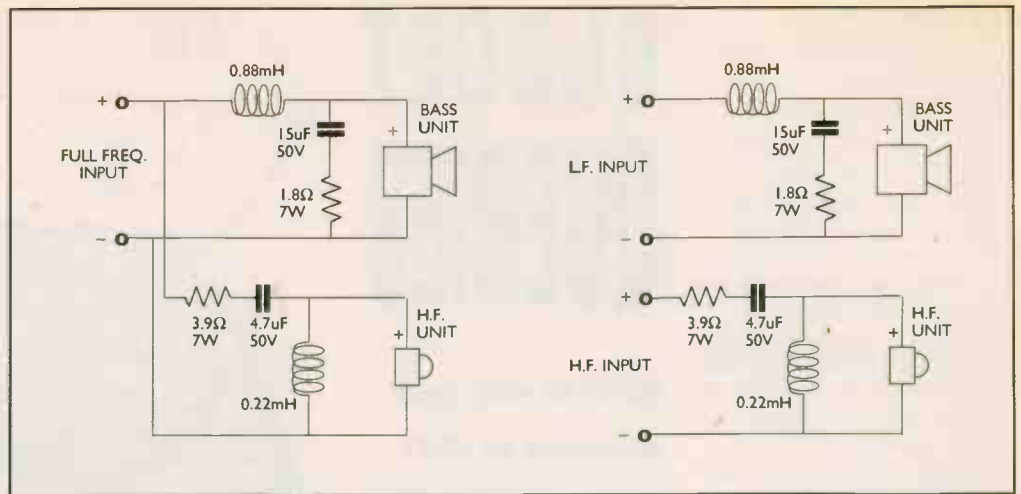 0.88mH
+
BASS
UNIT
+
15uF
50V
FULL FREQ.
INPUT
1.8Ω
7W
−
3.9Ω
7W
4.7uF
50V
H.F.
UNIT
+
0.22mH
0.88mH
+
BASS
UNIT
+
15uF
50V
L.F. INPUT
1.8Ω
7W
−
+
3.9Ω
7W
4.7uF
50V
H.F.
UNIT
+
H.F. INPUT
0.22mH
−